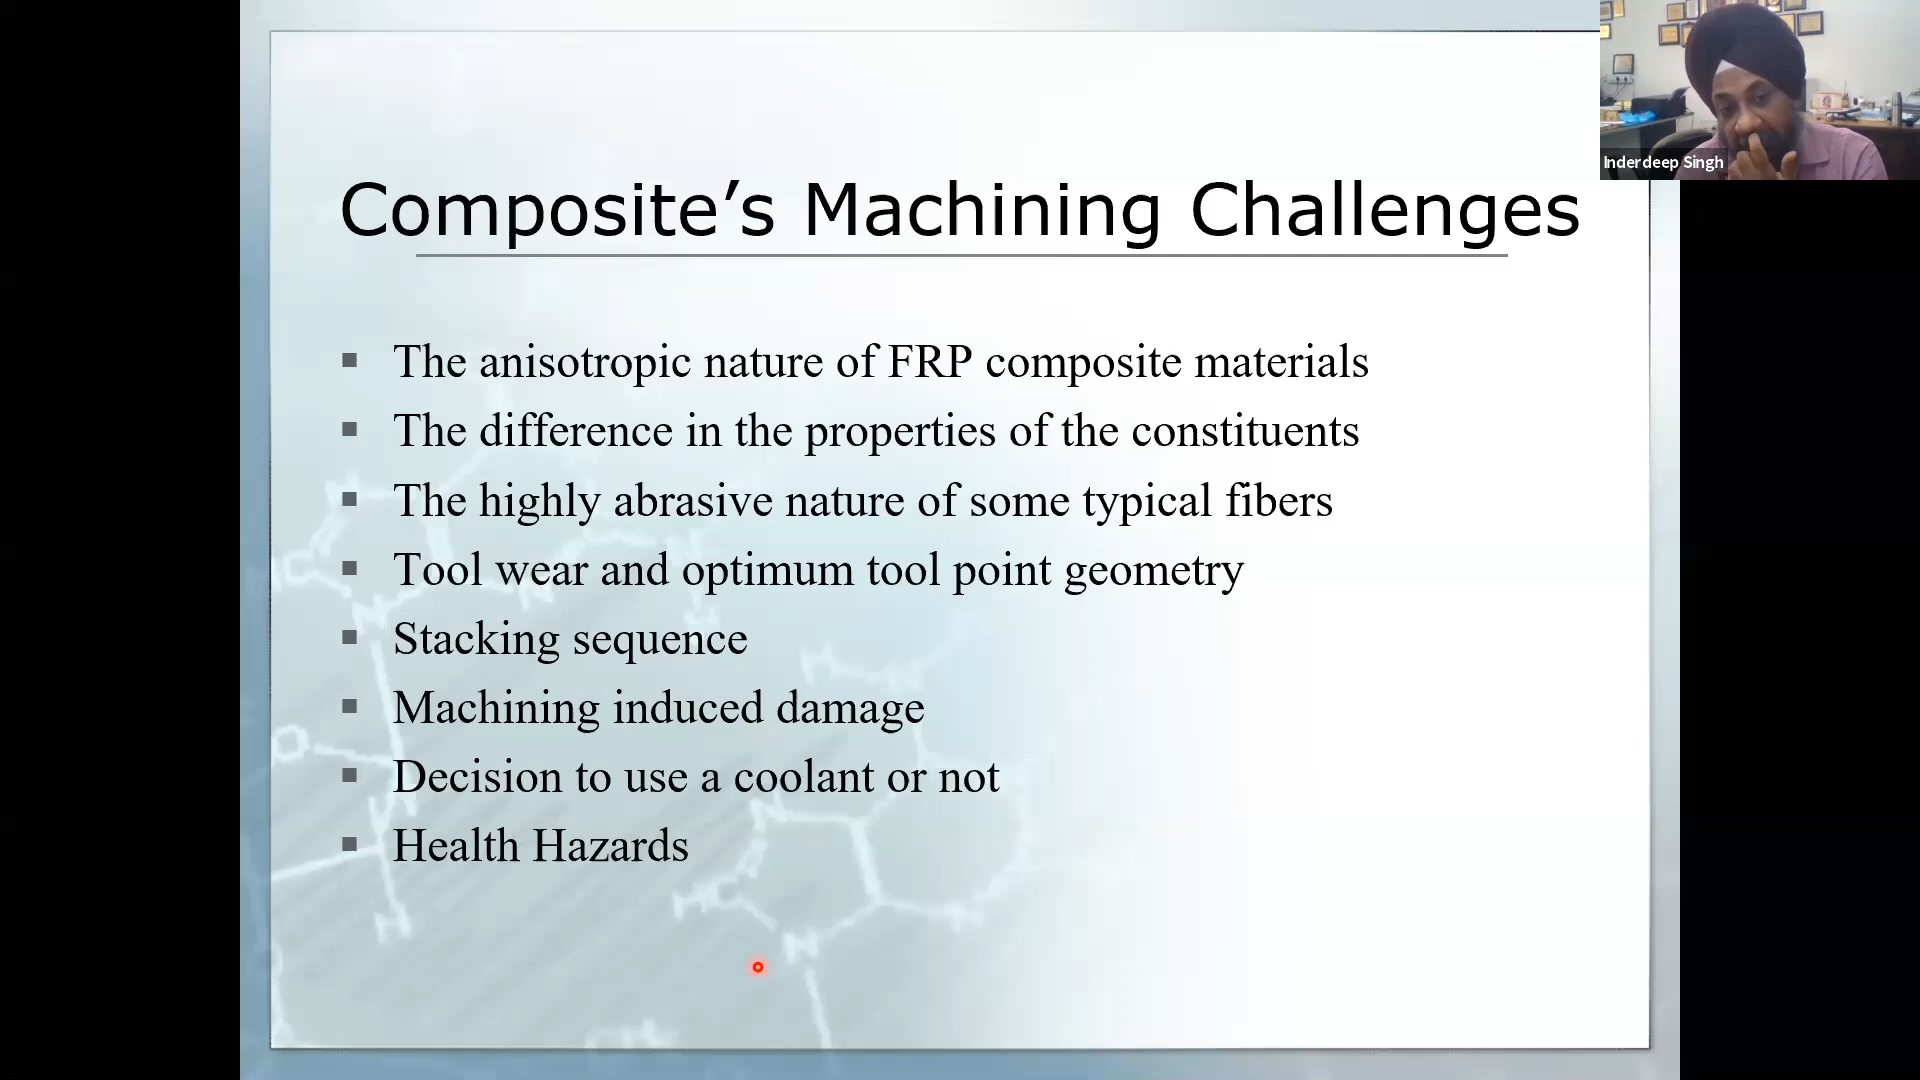 Composite’s Machining Challenges
The anisotropic nature of FRP composite materials
The difference in the properties of the constituents
The highly abrasive nature of some typical fibers
Tool wear and optimum tool point geometry
Stacking sequence
Machining induced damage
Decision to use a coolant or not
Health Hazards
Inderdeep Singh